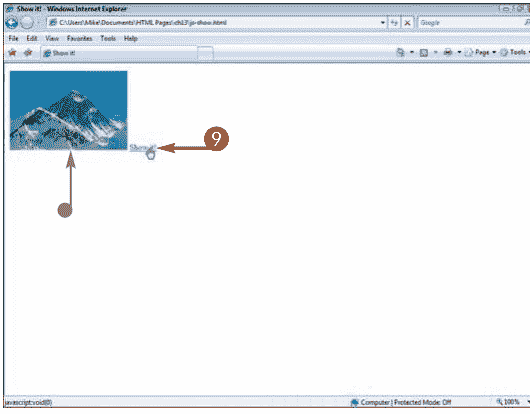 Show it! - Windows Internet Explorer
C:\Users\Mike\Documents\HTML Pages\ch13\js-show.html
Google
File Edit View Favorites Tools Help
Show it!
Page Tools
Show it!
9
javascript:void(0)
Computer | Protected Mode: Off
100%